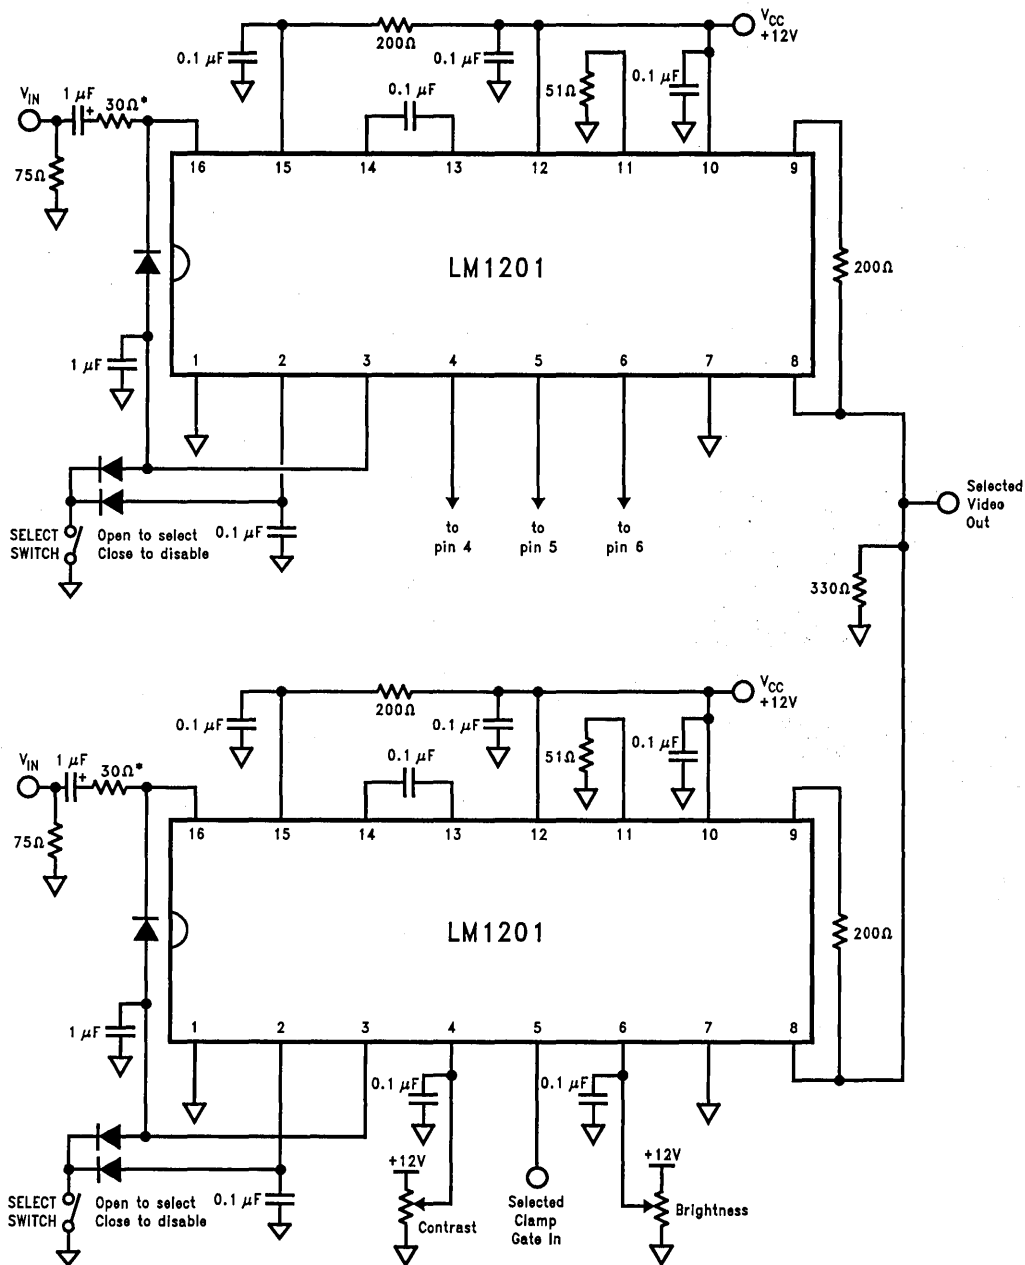 V_CC
+12V
0.1 µF
200Ω
0.1 µF
0.1 µF
51Ω
0.1 µF
V_IN
1 µF
+
30Ω*
75Ω
16 15 14 13 12 11 10 9
LM1201
200Ω
1 µF
1 2 3 4 5 6 7 8
SELECT
SWITCH
Open to select
Close to disable
0.1 µF
to
pin 4
to
pin 5
to
pin 6
Selected
Video
Out
330Ω
V_CC
+12V
0.1 µF
200Ω
0.1 µF
0.1 µF
51Ω
0.1 µF
V_IN
1 µF
+
30Ω*
75Ω
16 15 14 13 12 11 10 9
LM1201
200Ω
1 µF
1 2 3 4 5 6 7 8
0.1 µF
0.1 µF
SELECT
SWITCH
Open to select
Close to disable
0.1 µF
+12V
Contrast
Selected
Clamp
Gate In
+12V
Brightness